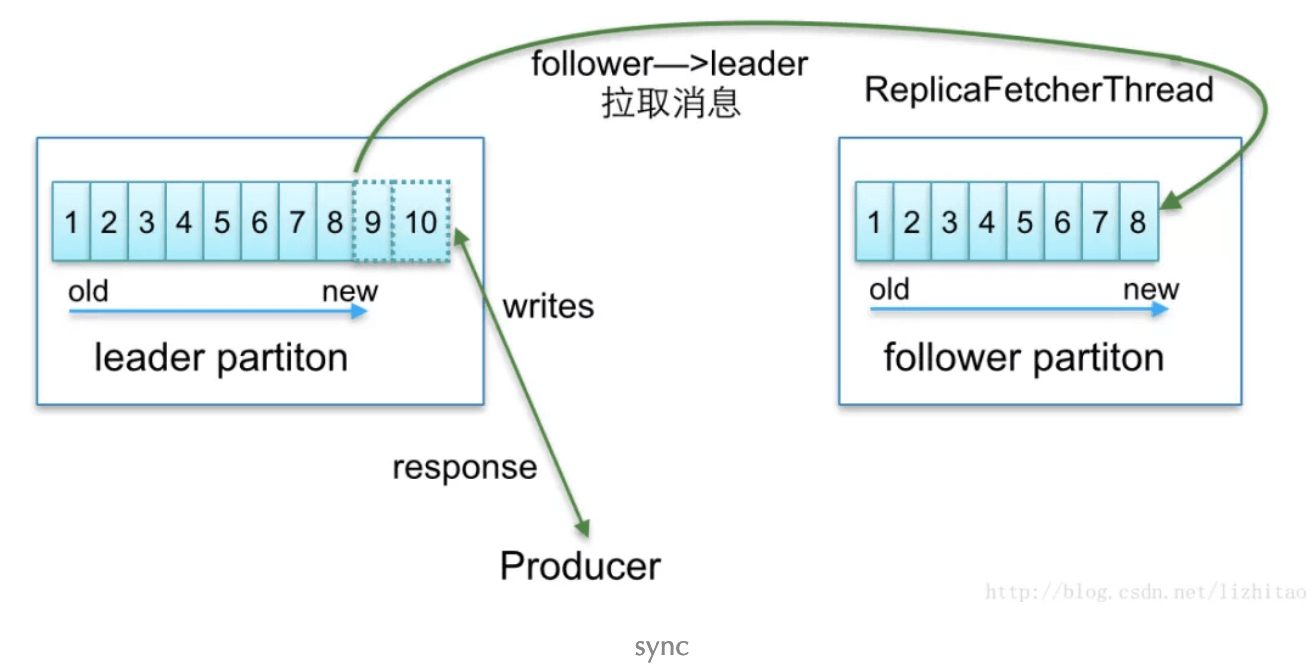 follower—>leader
拉取消息
ReplicaFetcherThread
1 2 3 4 5 6 7 8 9 10
old new
leader partiton
1 2 3 4 5 6 7 8
old new
follower partiton
writes
response
Producer
http://blog.csdn.net/lizhitao
sync